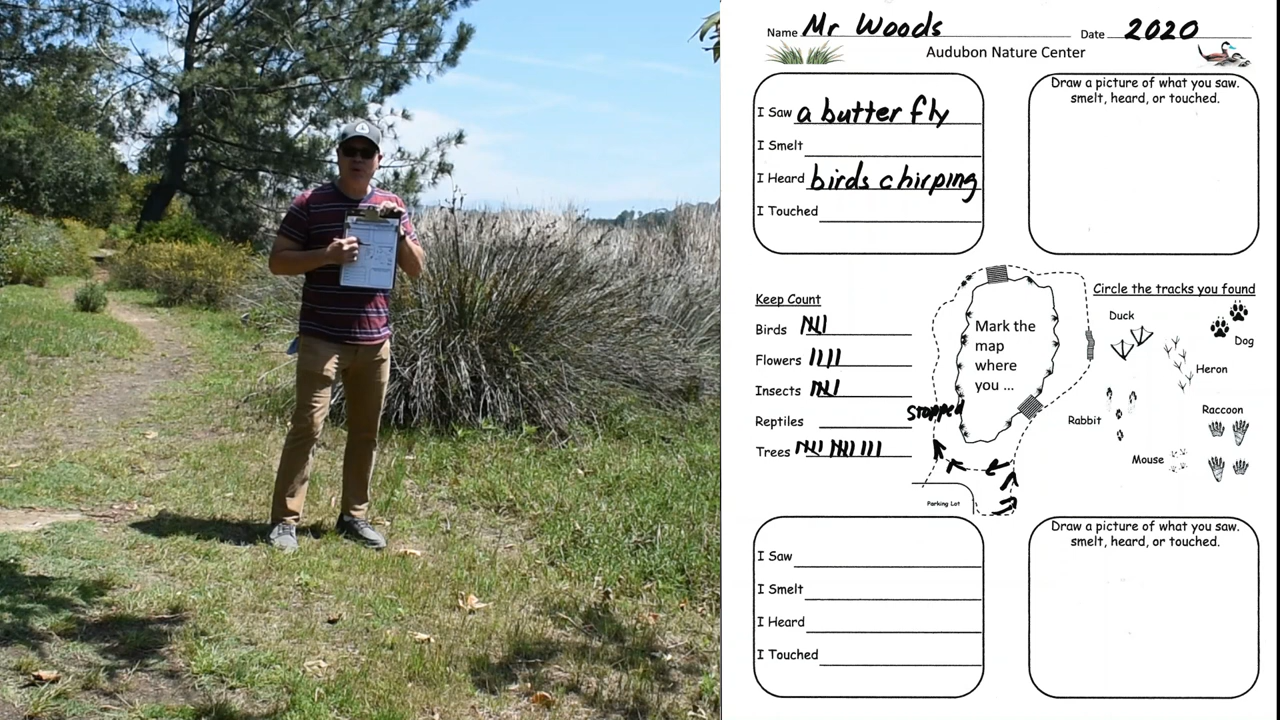 Name Mr Woods Date 2020
Audubon Nature Center
I Saw a butterfly
I Smelt
I Heard birds chirping
I Touched
Draw a picture of what you saw.
smelt, heard, or touched.
Keep Count
Birds
Flowers
Insects
Reptiles
Trees
Mark the
map
where
you ...
Stopped
Parking Lot
Circle the tracks you found
Duck
Dog
Heron
Rabbit
Raccoon
Mouse
I Saw
I Smelt
I Heard
I Touched
Draw a picture of what you saw.
smelt, heard, or touched.